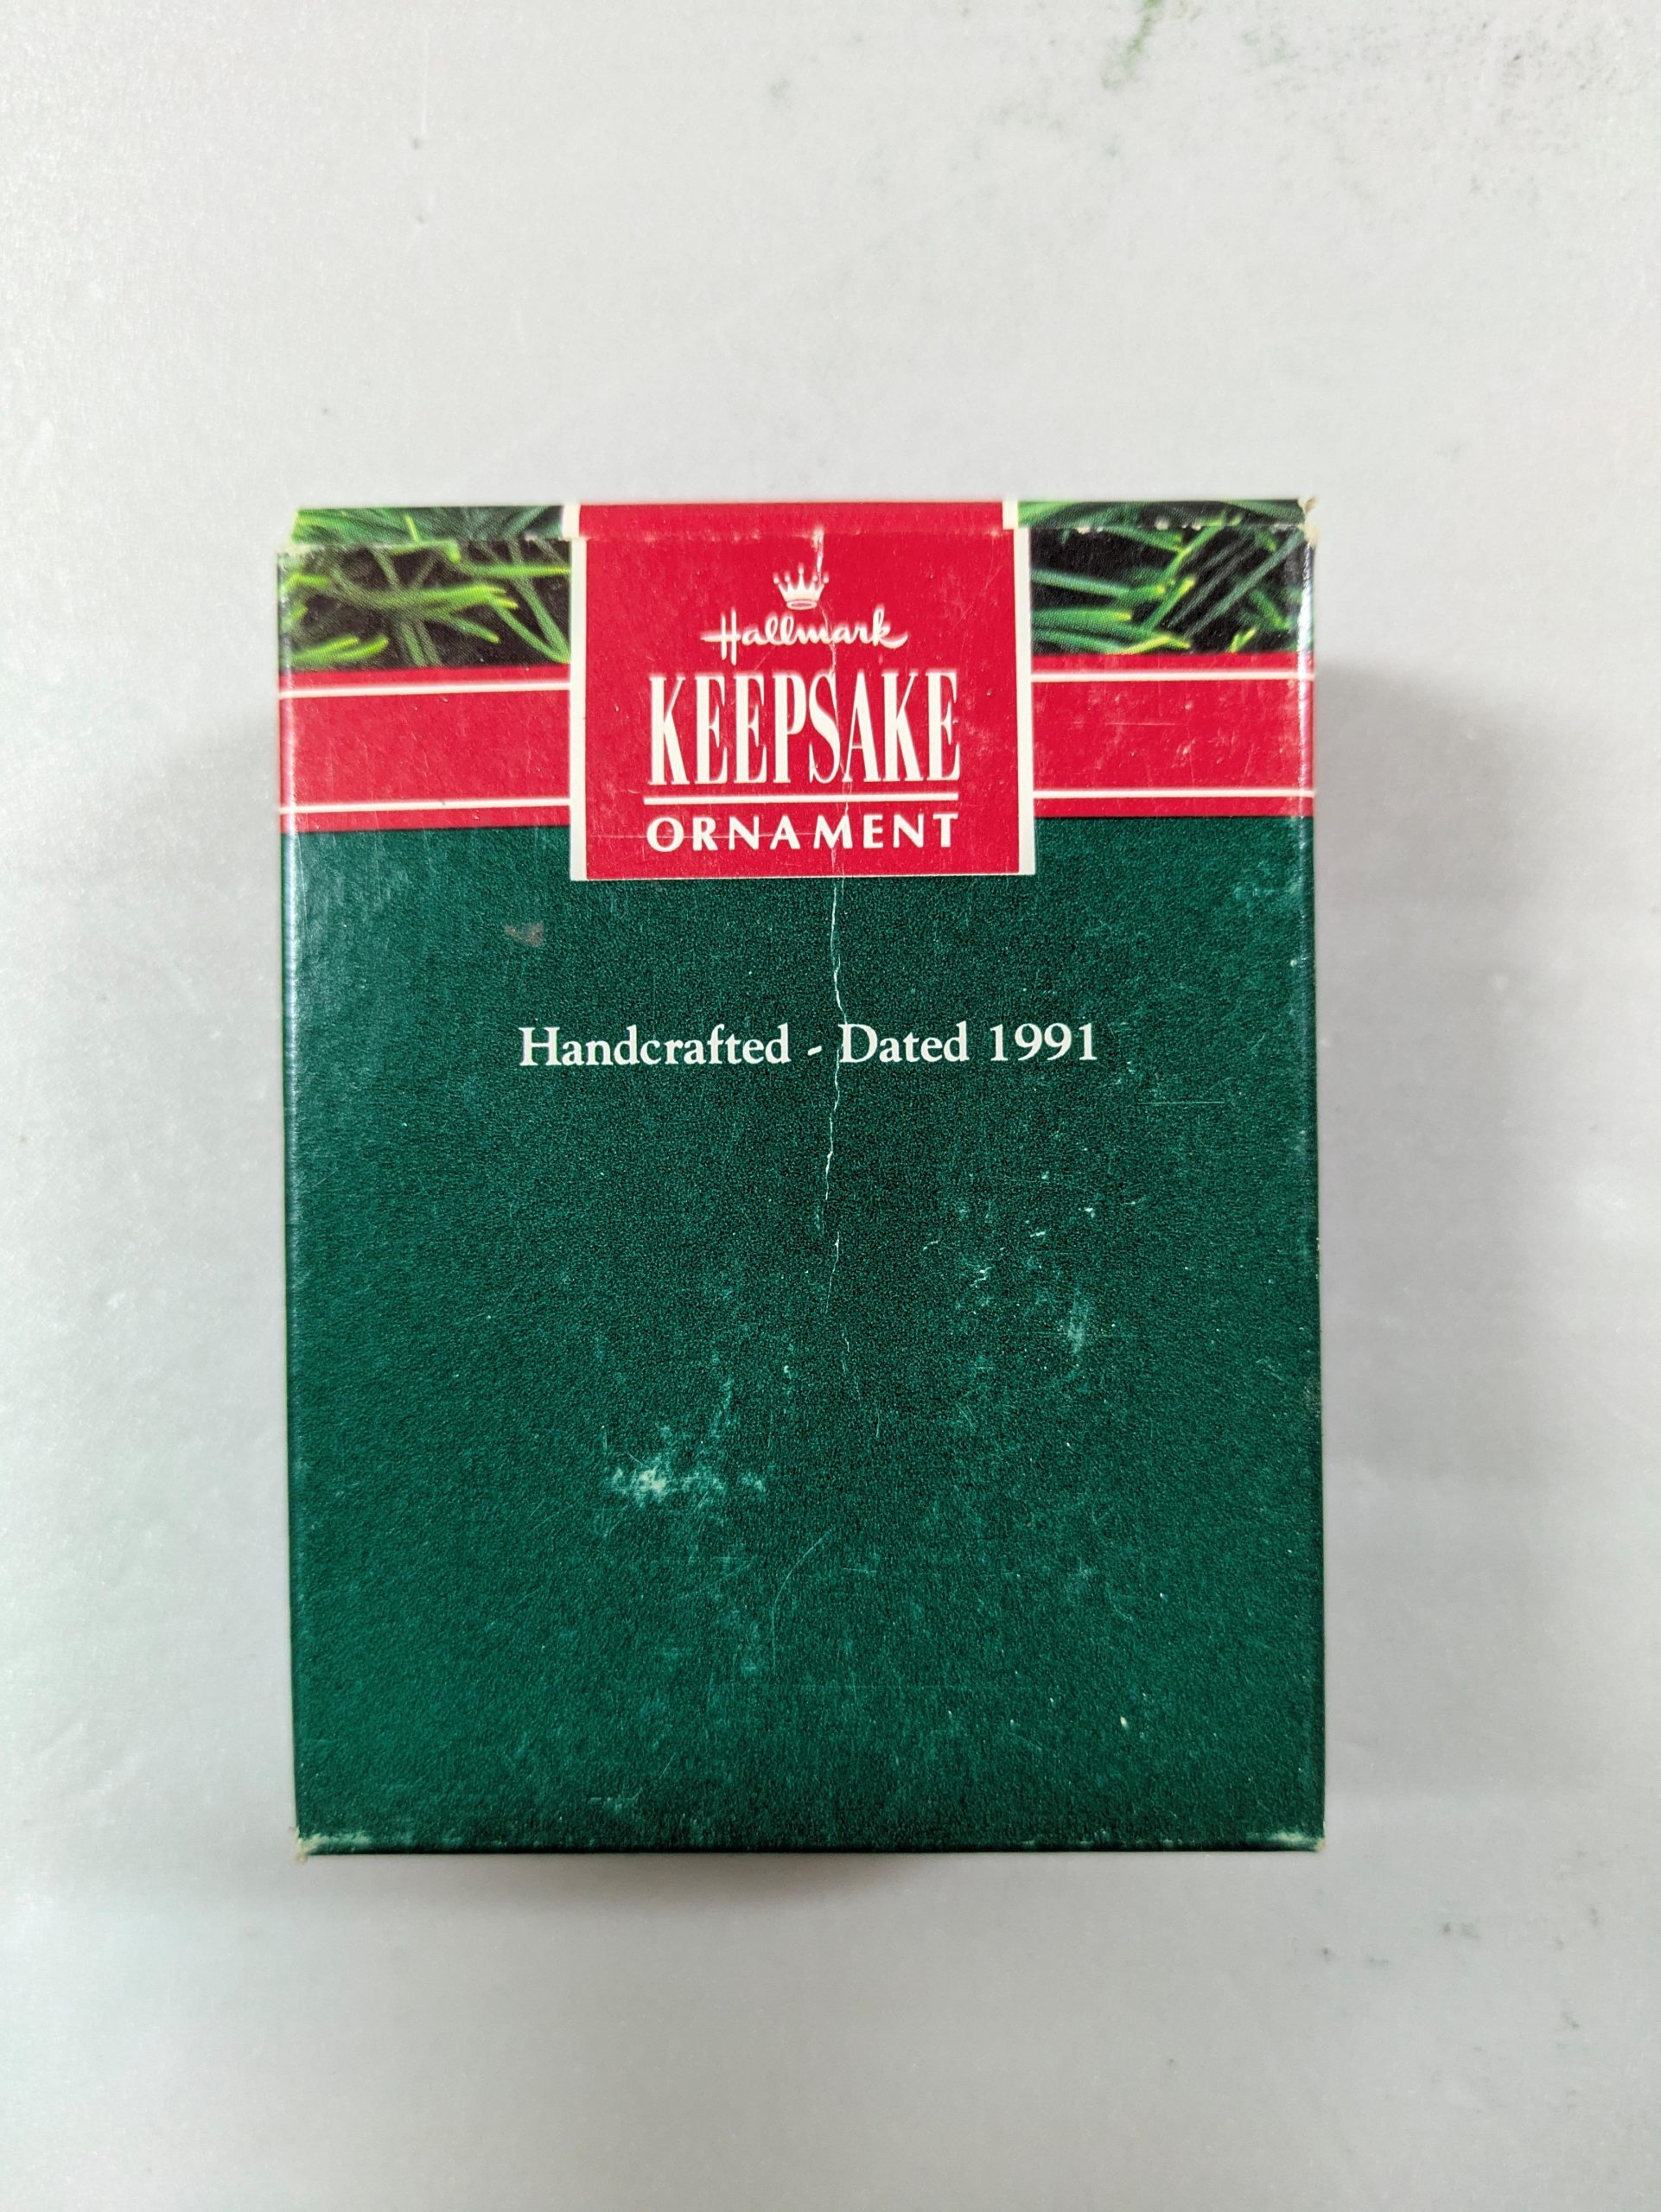 Hallmark
KEEPSAKE
ORNAMENT
Handcrafted - Dated 1991